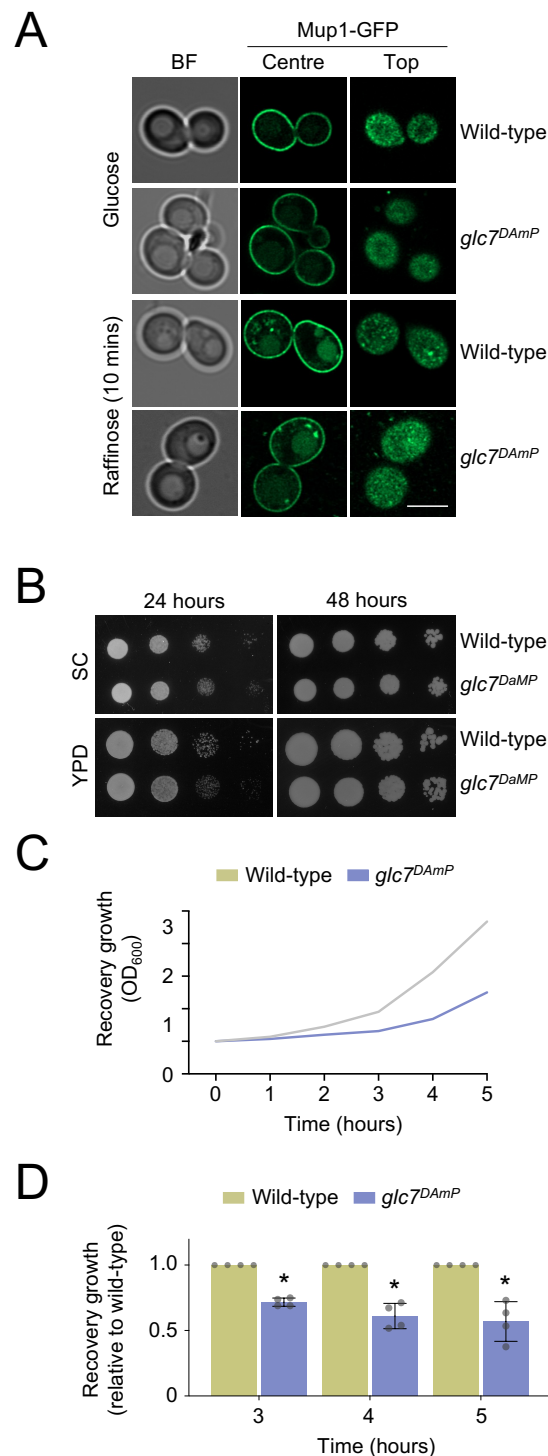 A
Mup1-GFP
BF Centre Top
Glucose
Wild-type
glc7DAmP
Raffinose (10 mins)
Wild-type
glc7DAmP
B
24 hours 48 hours
SC
Wild-type
glc7DaMP
YPD
Wild-type
glc7DaMP
C
Wild-type glc7DAmP
Recovery growth
(OD600)
3
2
1
0
0 1 2 3 4 5
Time (hours)
D
Wild-type glc7DAmP
Recovery growth
(relative to wild-type)
1.0
0.5
0
* * *
3 4 5
Time (hours)